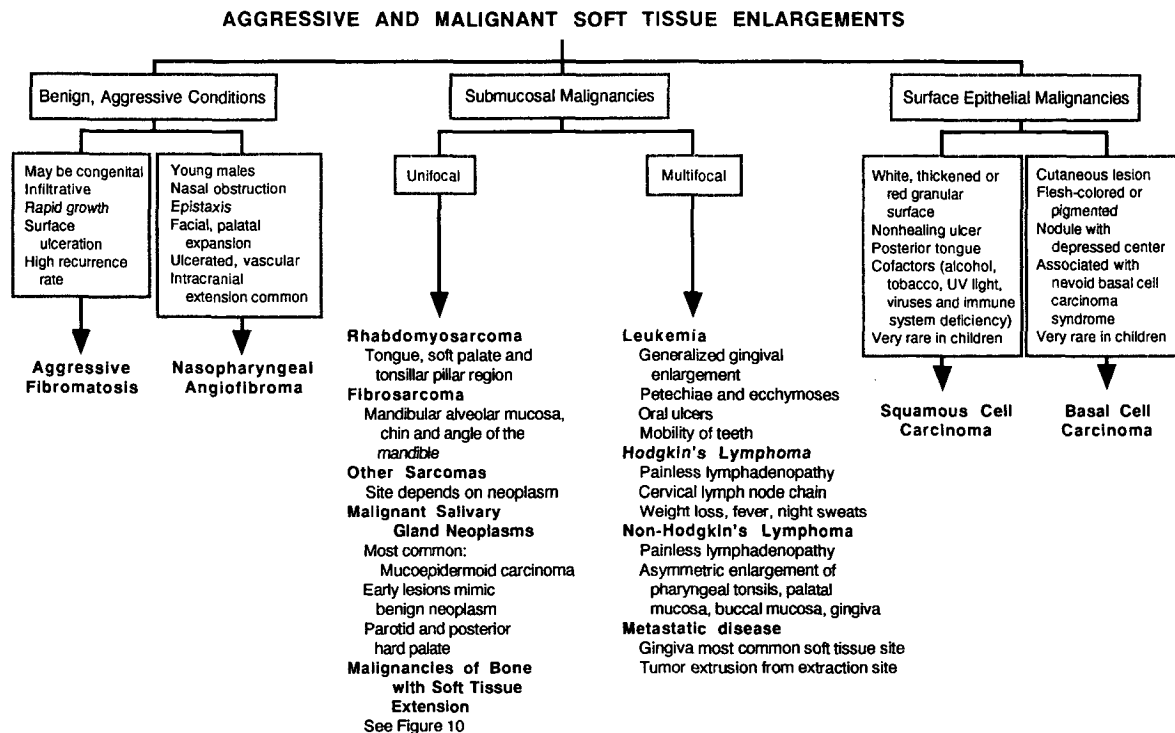 AGGRESSIVE AND MALIGNANT SOFT TISSUE ENLARGEMENTS
Benign, Aggressive Conditions
May be congenital
Infiltrative
Rapid growth
Surface
ulceration
High recurrence
rate
Aggressive
Fibromatosis
Young males
Nasal obstruction
Epistaxis
Facial, palatal
expansion
Ulcerated, vascular
Intracranial
extension common
Nasopharyngeal
Angiofibroma
Submucosal Malignancies
Unifocal
Rhabdomyosarcoma
Tongue, soft palate and
tonsillar pillar region
Fibrosarcoma
Mandibular alveolar mucosa,
chin and angle of the
mandible
Other Sarcomas
Site depends on neoplasm
Malignant Salivary
Gland Neoplasms
Most common:
Mucoepidermoid carcinoma
Early lesions mimic
benign neoplasm
Parotid and posterior
hard palate
Malignancies of Bone
with Soft Tissue
Extension
See Figure 10
Multifocal
Leukemia
Generalized gingival
enlargement
Petechiae and ecchymoses
Oral ulcers
Mobility of teeth
Hodgkin's Lymphoma
Painless lymphadenopathy
Cervical lymph node chain
Weight loss, fever, night sweats
Non-Hodgkin's Lymphoma
Painless lymphadenopathy
Asymmetric enlargement of
pharyngeal tonsils, palatal
mucosa, buccal mucosa, gingiva
Metastatic disease
Gingiva most common soft tissue site
Tumor extrusion from extraction site
Surface Epithelial Malignancies
White, thickened or
red granular
surface
Nonhealing ulcer
Posterior tongue
Cofactors (alcohol,
tobacco, UV light,
viruses and immune
system deficiency)
Very rare in children
Squamous Cell
Carcinoma
Cutaneous lesion
Flesh-colored or
pigmented
Nodule with
depressed center
Associated with
nevoid basal cell
carcinoma
syndrome
Very rare in children
Basal Cell
Carcinoma